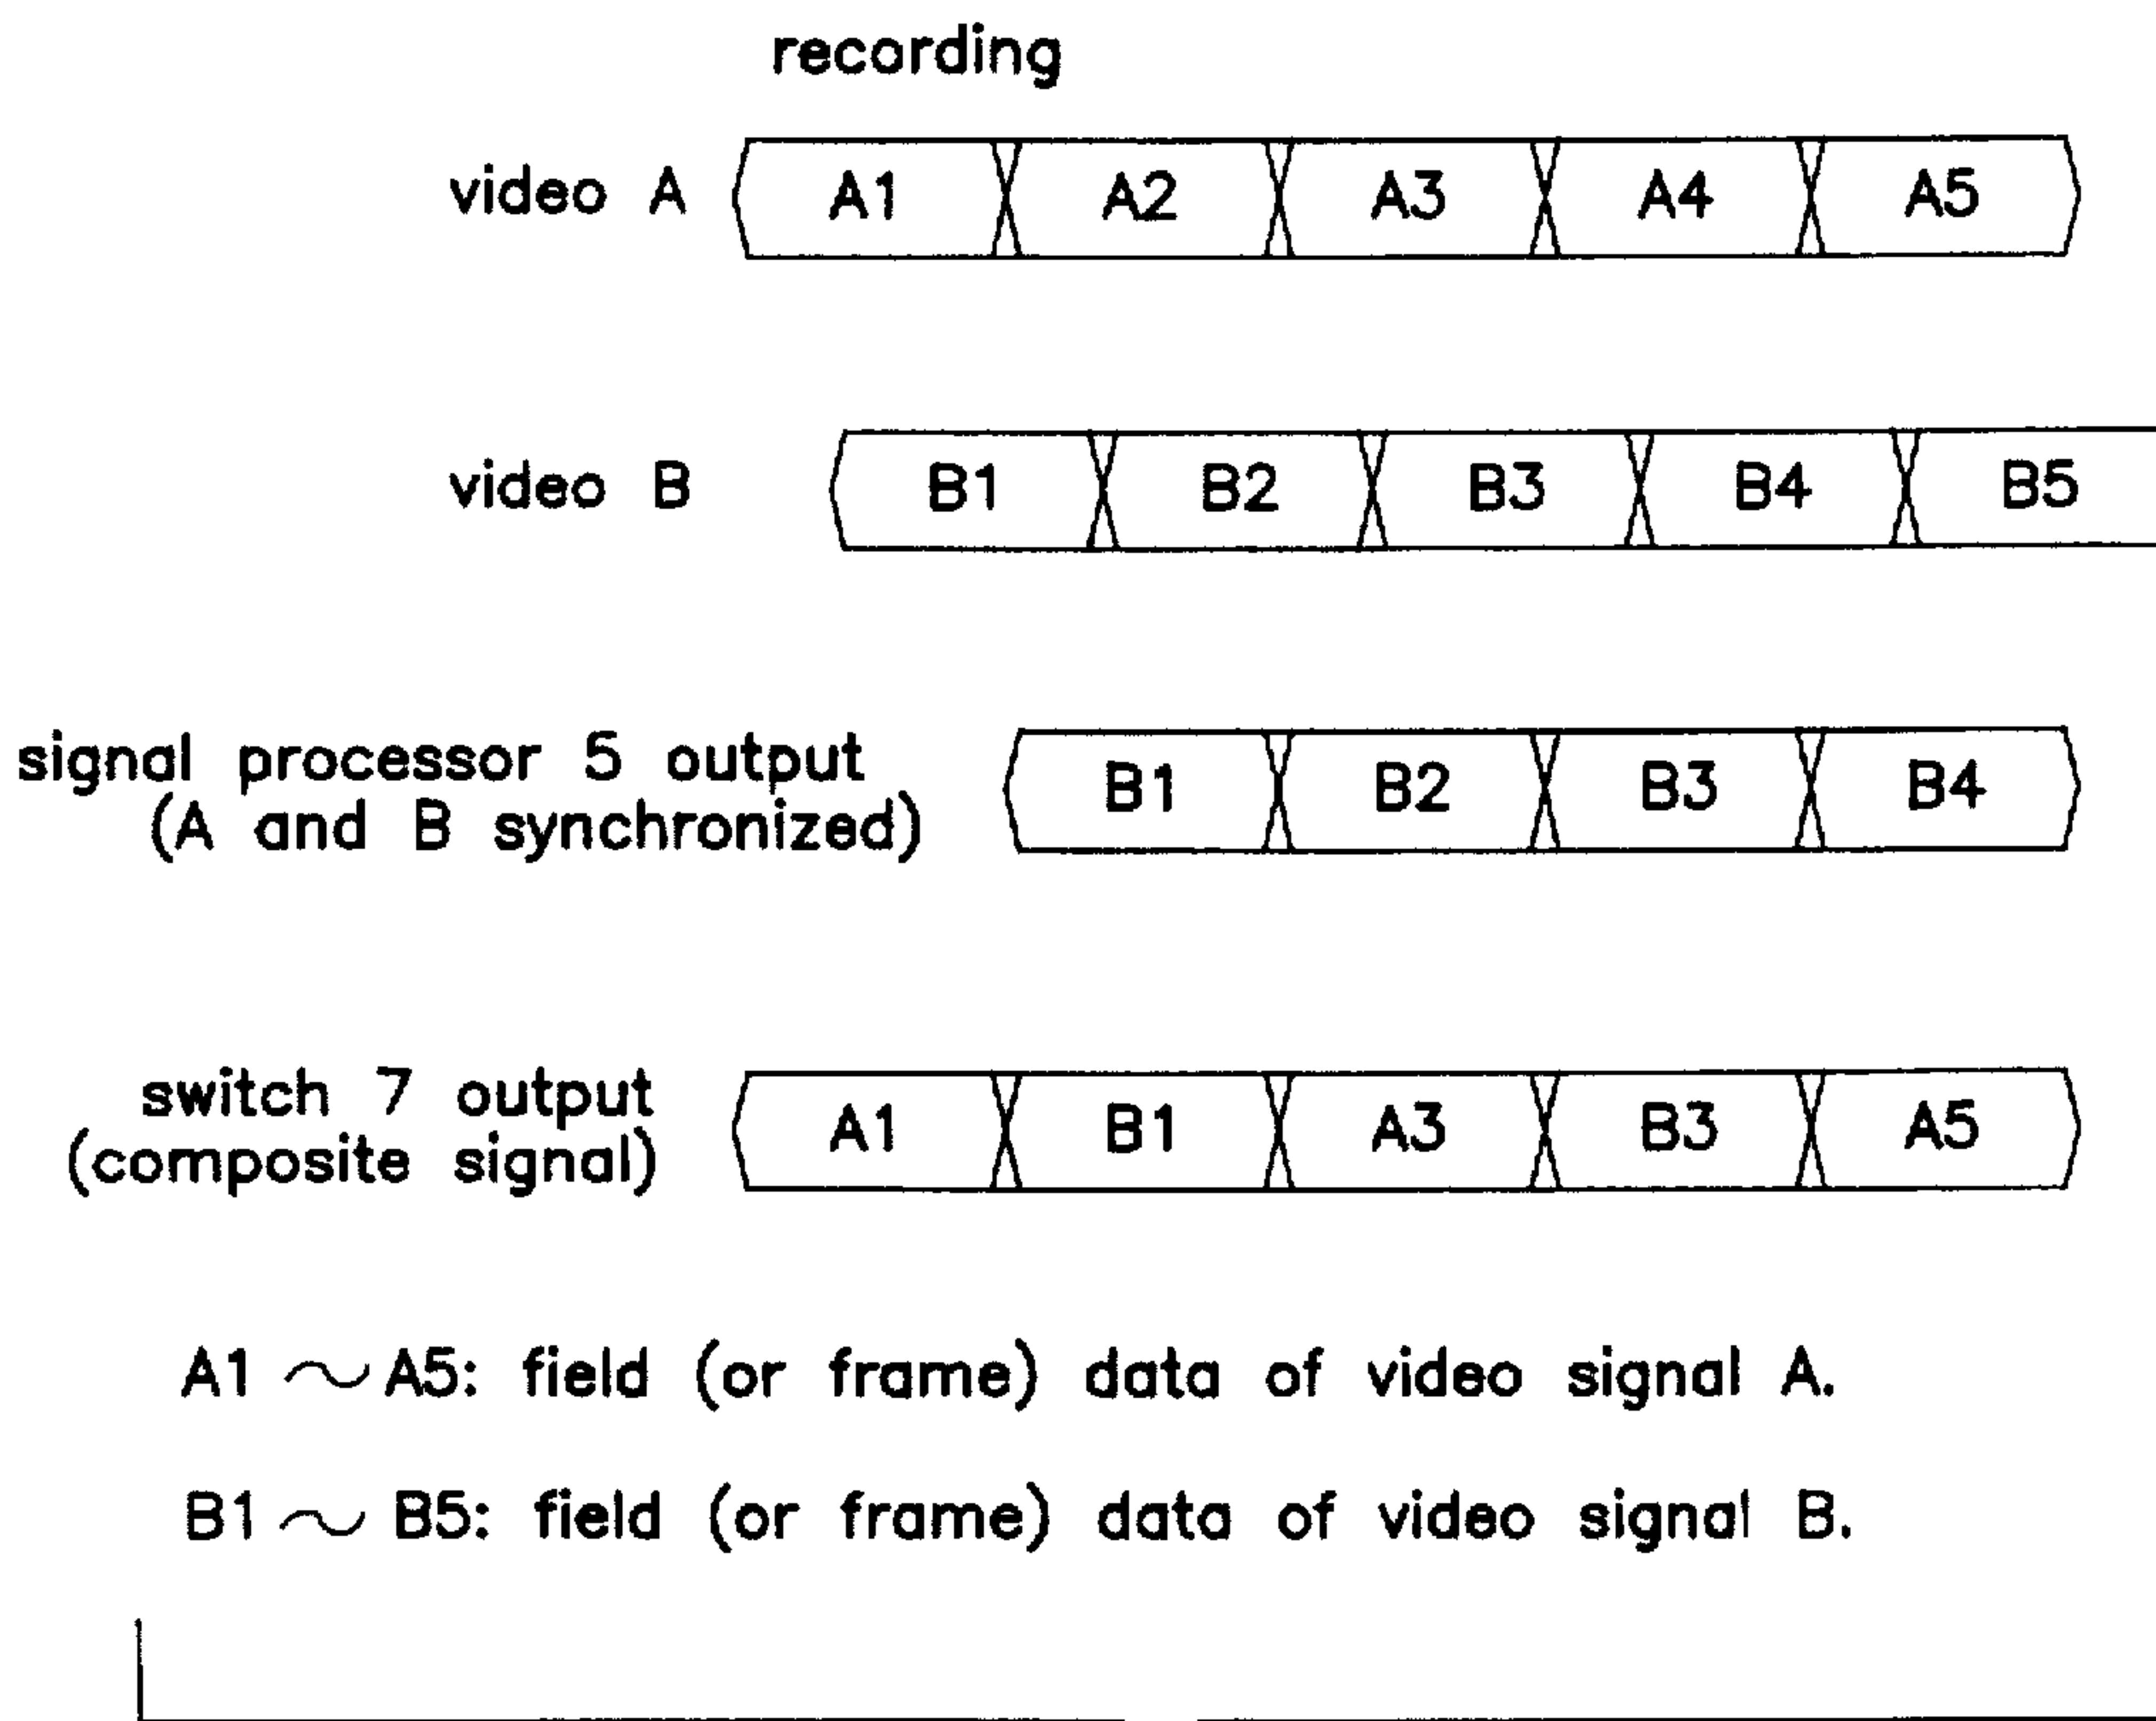 recording
video A A1 A2 A3 A4 A5
video B B1 B2 B3 B4 B5
signal processor 5 output
(A and B synchronized)
B1 B2 B3 B4
switch 7 output
(composite signal)
A1 B1 A3 B3 A5
A1 ~ A5: field (or frame) data of video signal A.
B1 ~ B5: field (or frame) data of video signal B.